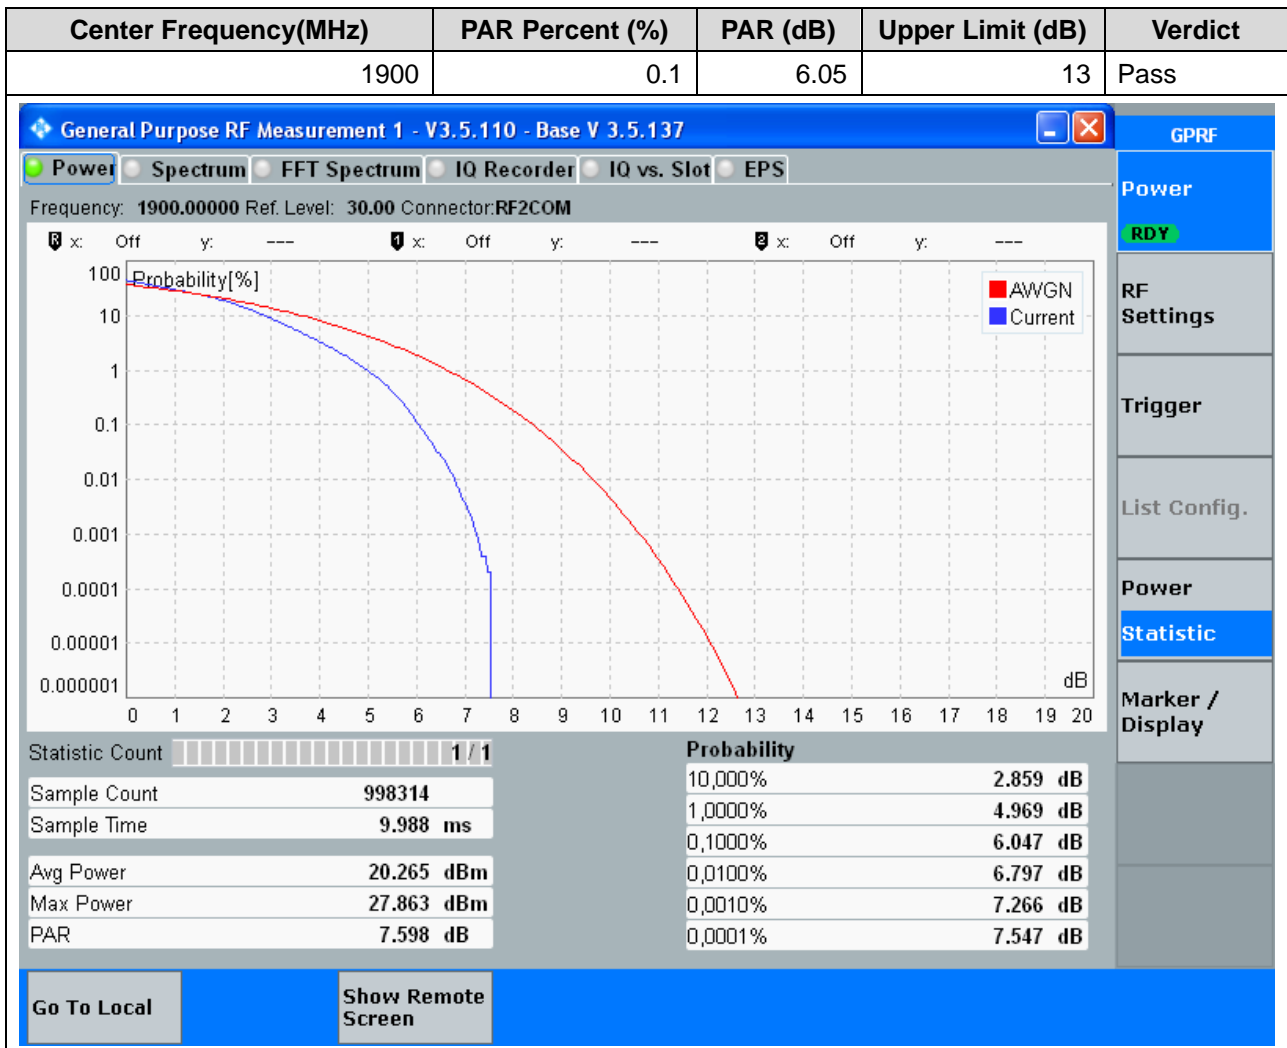 Center Frequency(MHz) PAR Percent (%) PAR (dB) Upper Limit (dB) Verdict
1900 0.1 6.05 13 Pass
General Purpose RF Measurement 1 - V3.5.110 - Base V 3.5.137
GPRF
Power Spectrum FFT Spectrum IQ Recorder IQ vs. Slot EPS
Power
RDY
Frequency: 1900.00000 Ref. Level: 30.00 Connector:RF2COM
R x: Off y: --- 1 x: Off y: --- 2 x: Off y: ---
Probability[%]
AWGN
Current
100
10
1
0.1
0.01
0.001
0.0001
0.00001
0.000001
dB
0 1 2 3 4 5 6 7 8 9 10 11 12 13 14 15 16 17 18 19 20
RF
Settings
Trigger
List Config.
Power
Statistic
Marker /
Display
Statistic Count 1 / 1
Sample Count 998314
Sample Time 9.988 ms
Avg Power 20.265 dBm
Max Power 27.863 dBm
PAR 7.598 dB
Probability
10,000% 2.859 dB
1,0000% 4.969 dB
0,1000% 6.047 dB
0,0100% 6.797 dB
0,0010% 7.266 dB
0,0001% 7.547 dB
Go To Local
Show Remote
Screen